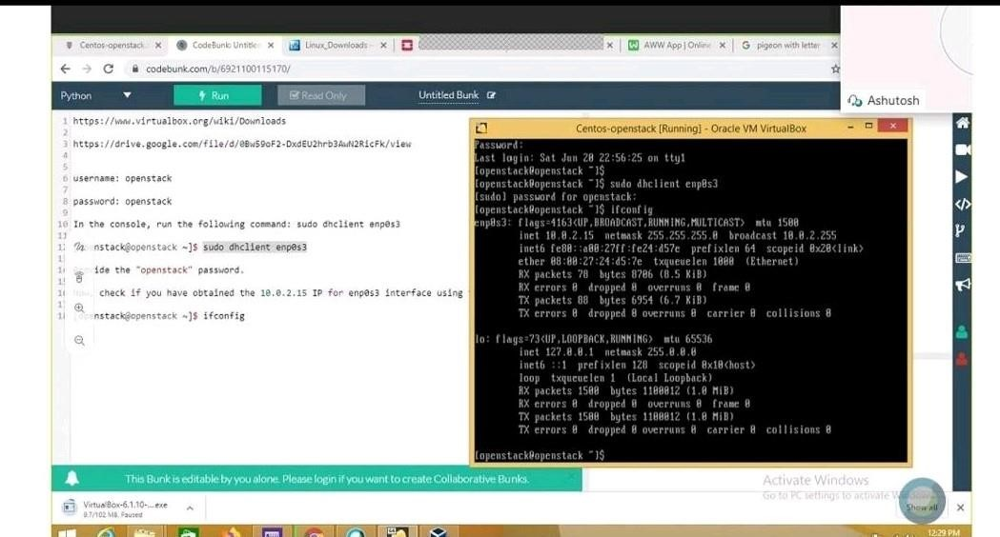 Centos-openstack
CodeBunk: Untitle
Linux_Downloads
AWW App | Online
pigeon with letter
codebunk.com/b/6921100115170/
Python
Run
Read Only
Untitled Bunk
Ashutosh
1 https://www.virtualbox.org/wiki/Downloads
2
3 https://drive.google.com/file/d/0Bw59oF2-DxdEU2hrb3AwN2RicFk/view
4
5
6 username: openstack
7
8 password: openstack
9
10 In the console, run the following command: sudo dhclient enp0s3
11
nstack@openstack ~]$ sudo dhclient enp0s3
ide the "openstack" password.
check if you have obtained the 10.0.2.15 IP for enp0s3 interface using
nstack@openstack ~]$ ifconfig
Centos-openstack [Running] - Oracle VM VirtualBox
Password:
Last login: Sat Jun 20 22:56:25 on tty1
[openstack@openstack ~]$
[openstack@openstack ~]$ sudo dhclient enp0s3
[sudo] password for openstack:
[openstack@openstack ~]$ ifconfig
enp0s3: flags=4163<UP,BROADCAST,RUNNING,MULTICAST> mtu 1500
inet 10.0.2.15 netmask 255.255.255.0 broadcast 10.0.2.255
inet6 fe80::a00:27ff:fe24:d57e prefixlen 64 scopeid 0x20<link>
ether 08:00:27:24:d5:7e txqueuelen 1000 (Ethernet)
RX packets 78 bytes 8706 (8.5 KiB)
RX errors 0 dropped 0 overruns 0 frame 0
TX packets 88 bytes 6954 (6.7 KiB)
TX errors 0 dropped 0 overruns 0 carrier 0 collisions 0
lo: flags=73<UP,LOOPBACK,RUNNING> mtu 65536
inet 127.0.0.1 netmask 255.0.0.0
inet6 ::1 prefixlen 128 scopeid 0x10<host>
loop txqueuelen 1 (Local Loopback)
RX packets 1500 bytes 1100012 (1.0 MiB)
RX errors 0 dropped 0 overruns 0 frame 0
TX packets 1500 bytes 1100012 (1.0 MiB)
TX errors 0 dropped 0 overruns 0 carrier 0 collisions 0
[openstack@openstack ~]$
This Bunk is editable by you alone. Please login if you want to create Collaborative Bunks.
Activate Windows
Go to PC settings to activate Windows.
VirtualBox-6.1.10-....exe
9.7/102 MB, Paused
Show all
12:29 PM